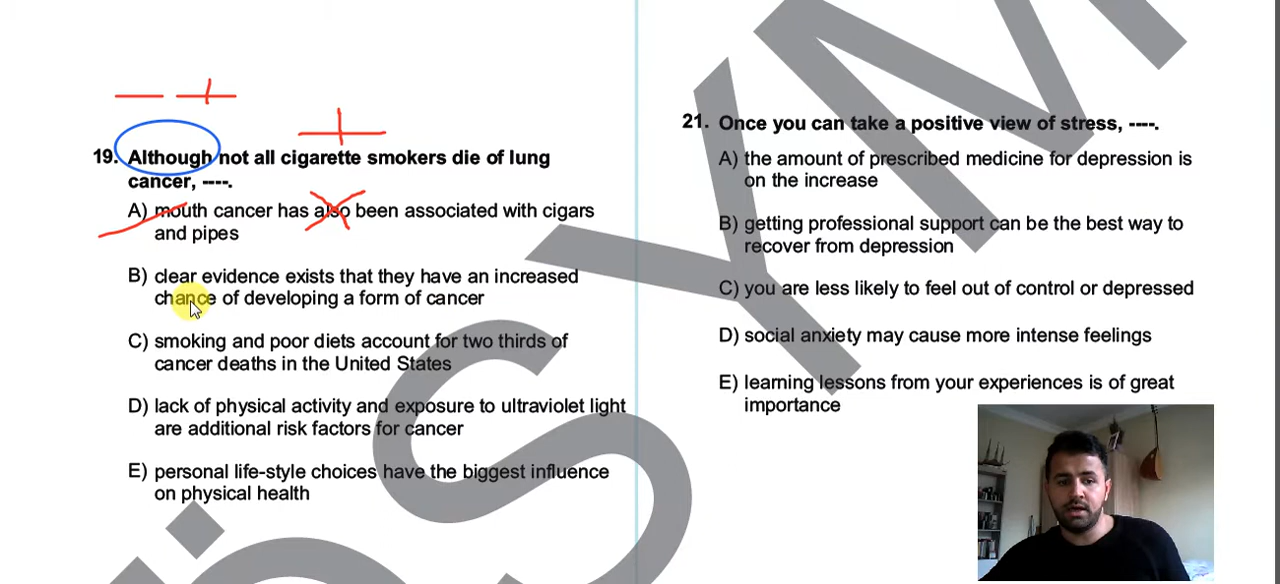 19. Although not all cigarette smokers die of lung
cancer, ----.
A) mouth cancer has also been associated with cigars
and pipes
B) clear evidence exists that they have an increased
chance of developing a form of cancer
C) smoking and poor diets account for two thirds of
cancer deaths in the United States
D) lack of physical activity and exposure to ultraviolet light
are additional risk factors for cancer
E) personal life-style choices have the biggest influence
on physical health
21. Once you can take a positive view of stress, ----.
A) the amount of prescribed medicine for depression is
on the increase
B) getting professional support can be the best way to
recover from depression
C) you are less likely to feel out of control or depressed
D) social anxiety may cause more intense feelings
E) learning lessons from your experiences is of great
importance